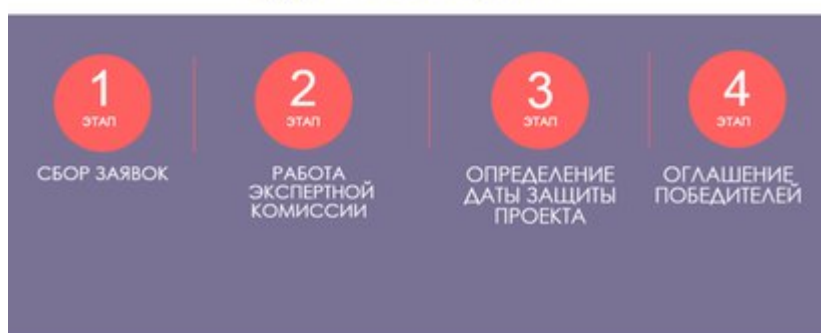 1
ЭТАП
СБОР ЗАЯВОК
2
ЭТАП
РАБОТА
ЭКСПЕРТНОЙ
КОМИССИИ
3
ЭТАП
ОПРЕДЕЛЕНИЕ
ДАТЫ ЗАЩИТЫ
ПРОЕКТА
4
ЭТАП
ОГЛАШЕНИЕ
ПОБЕДИТЕЛЕЙ